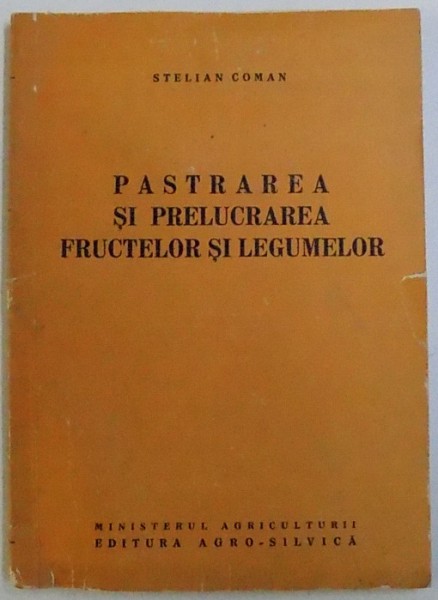 STELIAN COMAN
PASTRAREA
ȘI PRELUCRAREA
FRUCTELOR ȘI LEGUMELOR
MINISTERUL AGRICULTURII
EDITURA AGRO-SILVICĂ